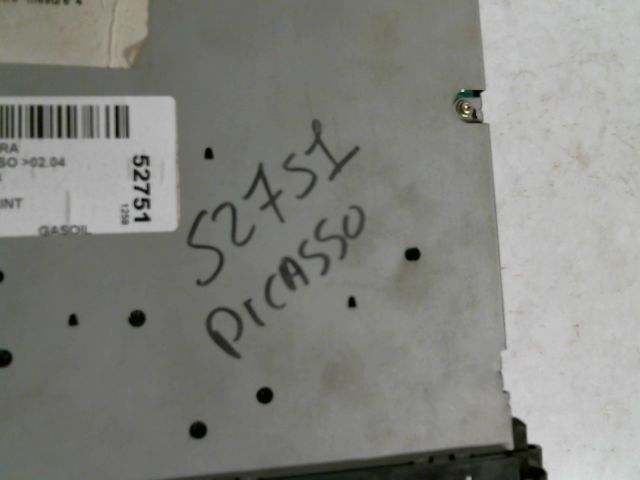 RA
SO >02.04
INT
GASOIL
52751
1258
52751
PICASSO